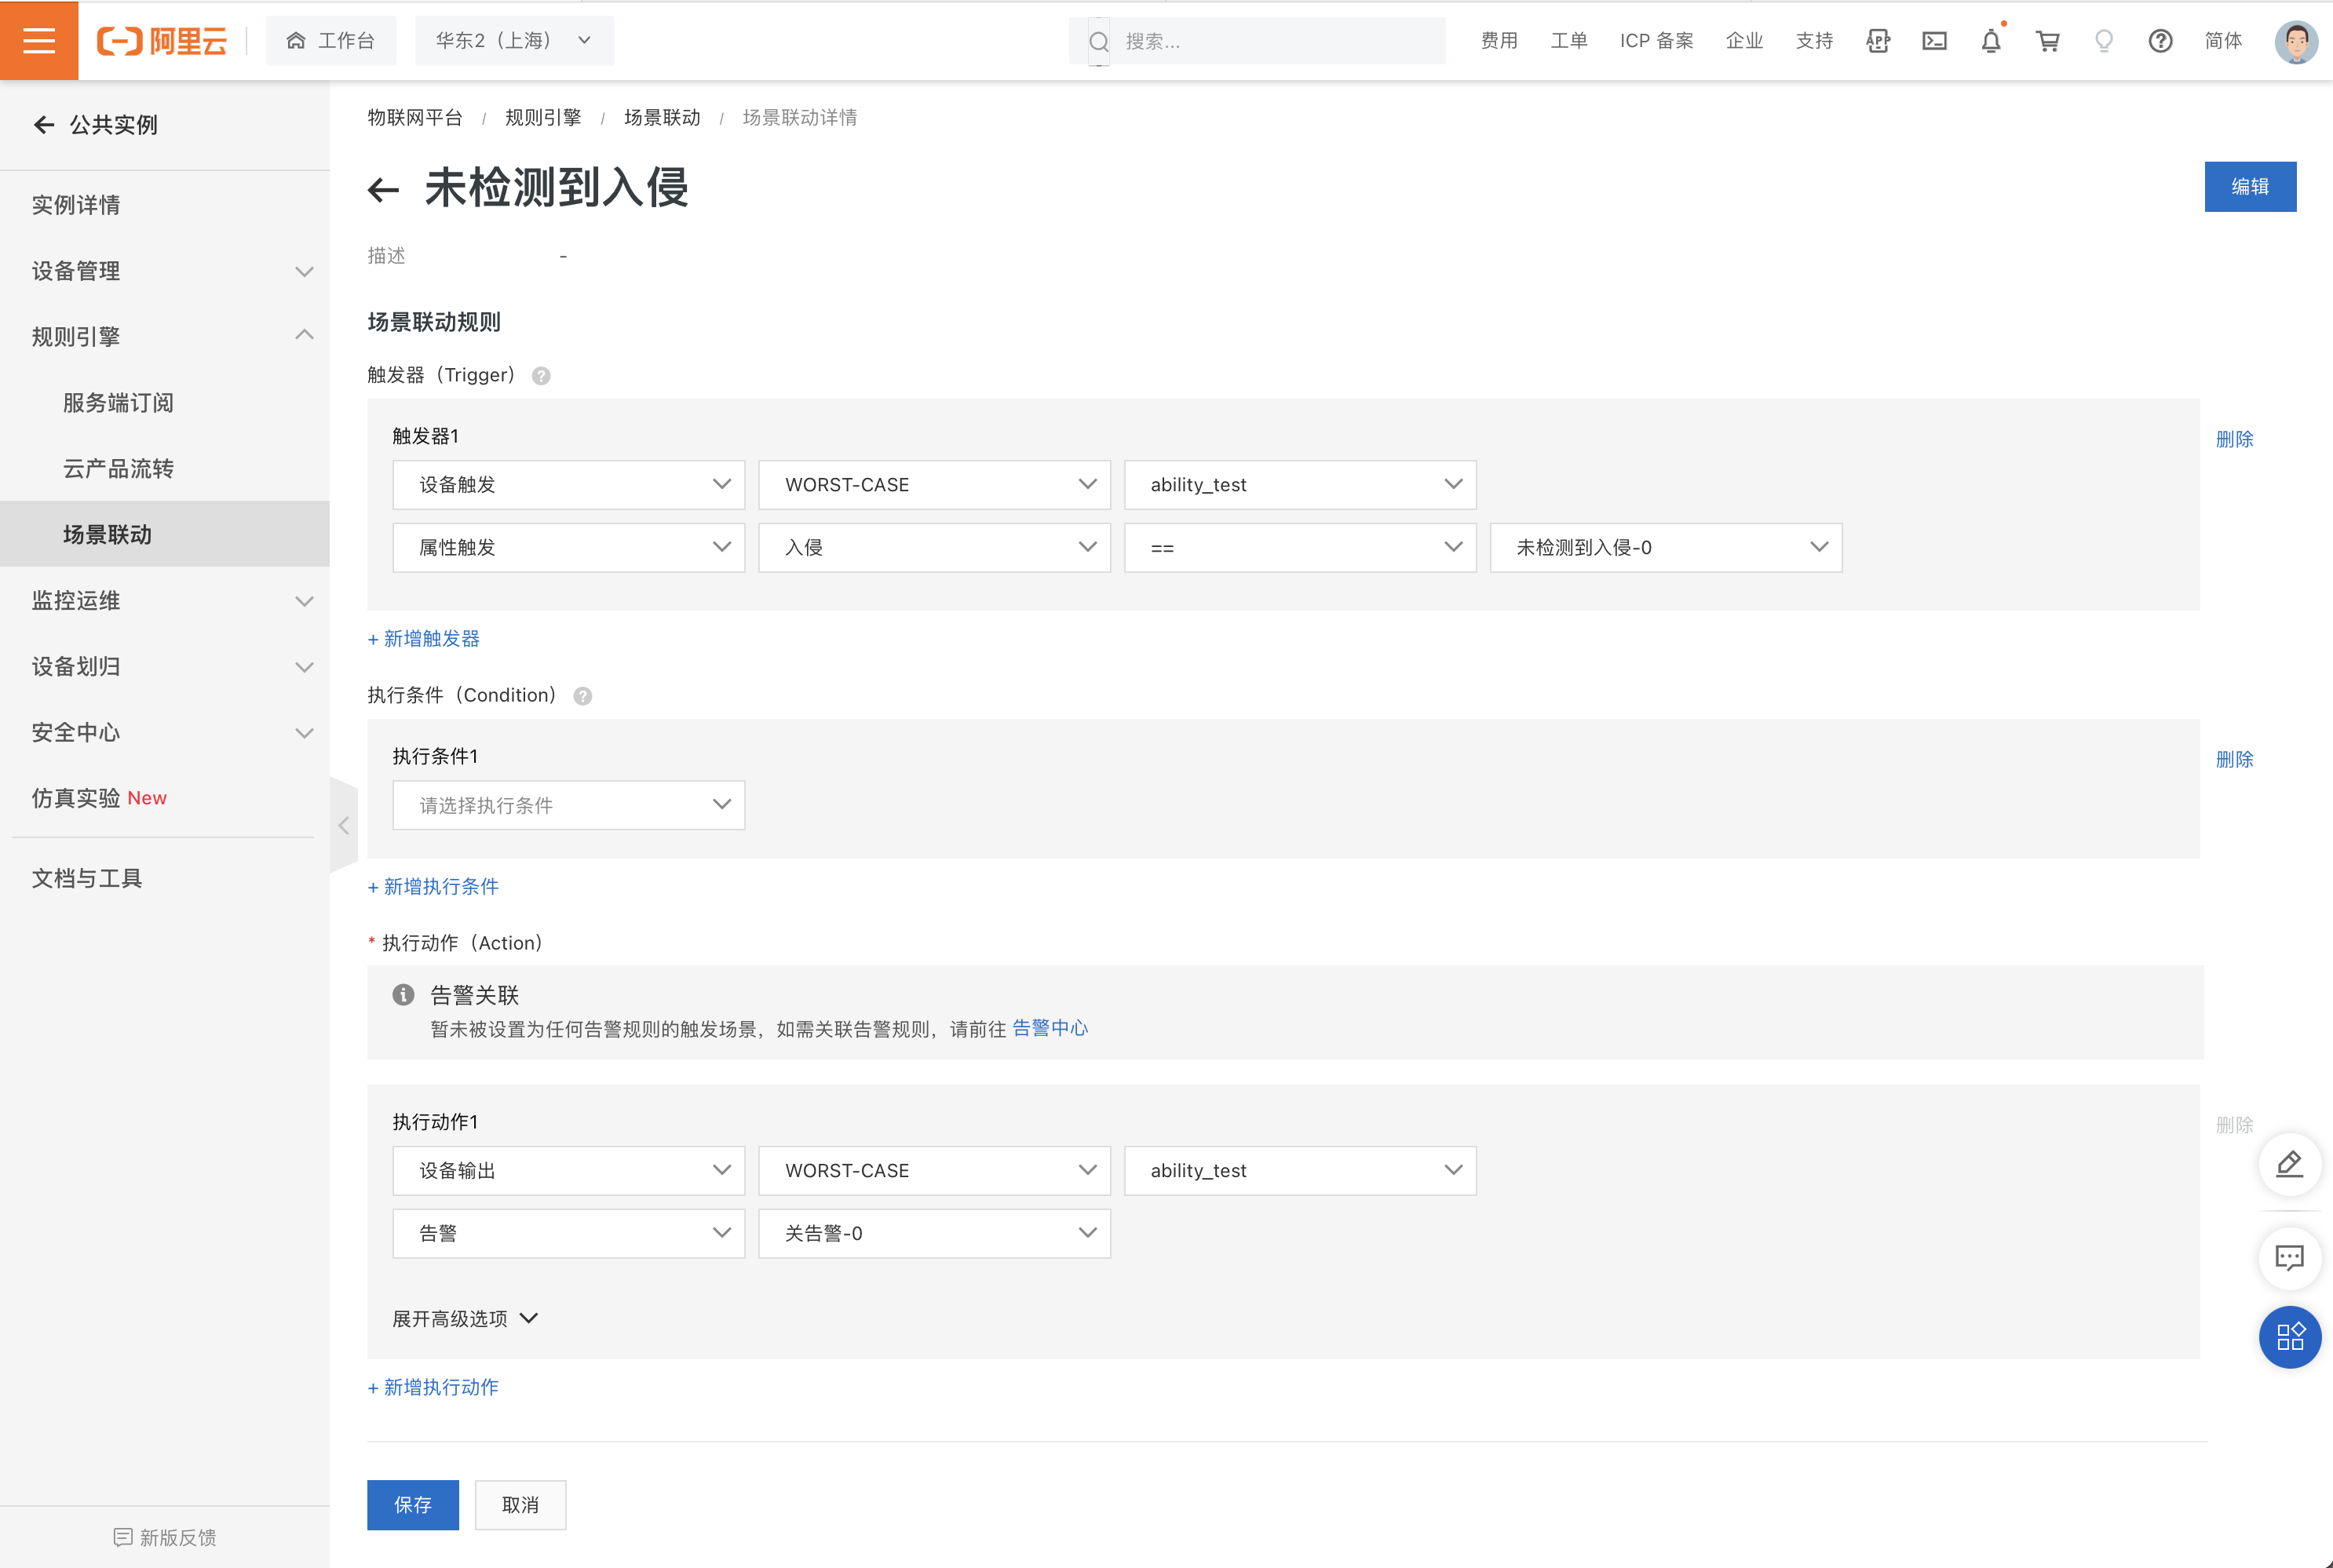 阿里云
工作台
华东2（上海）
搜索...
费用
工单
ICP 备案
企业
支持
APP
简体
公共实例
实例详情
设备管理
规则引擎
服务端订阅
云产品流转
场景联动
监控运维
设备划归
安全中心
仿真实验 New
文档与工具
新版反馈
物联网平台 / 规则引擎 / 场景联动 / 场景联动详情
未检测到入侵
编辑
描述 -
场景联动规则
触发器（Trigger） ?
触发器1
删除
设备触发 WORST-CASE ability_test
属性触发 入侵 == 未检测到入侵-0
+ 新增触发器
执行条件（Condition） ?
执行条件1
删除
请选择执行条件
+ 新增执行条件
* 执行动作（Action）
告警关联
暂未被设置为任何告警规则的触发场景，如需关联告警规则，请前往 告警中心
执行动作1
删除
设备输出 WORST-CASE ability_test
告警 关告警-0
展开高级选项
+ 新增执行动作
保存 取消